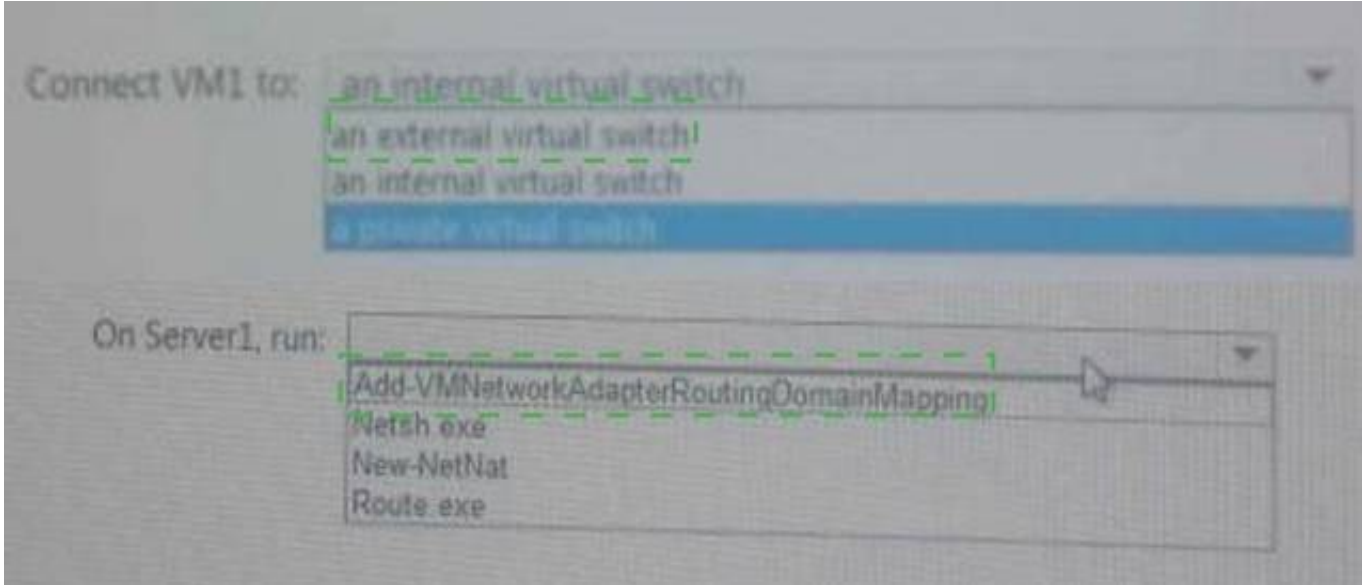 Connect VM1 to: an internal virtual switch
an external virtual switch
an internal virtual switch
a private virtual switch
On Server1, run:
Add-VMNetworkAdapterRoutingDomainMapping
Netsh exe
New-NetNat
Route exe